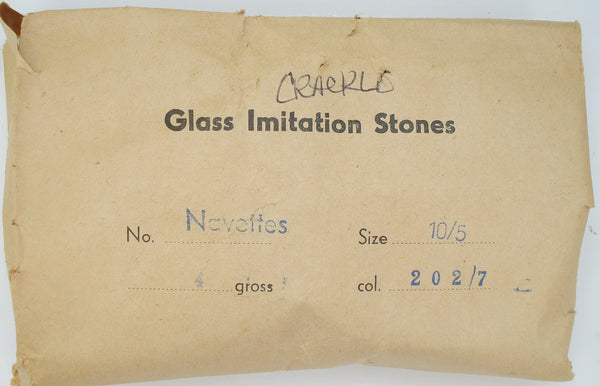 CRACKLE
Glass Imitation Stones
No. Navettes Size 10/5
4 gross col. 202/7